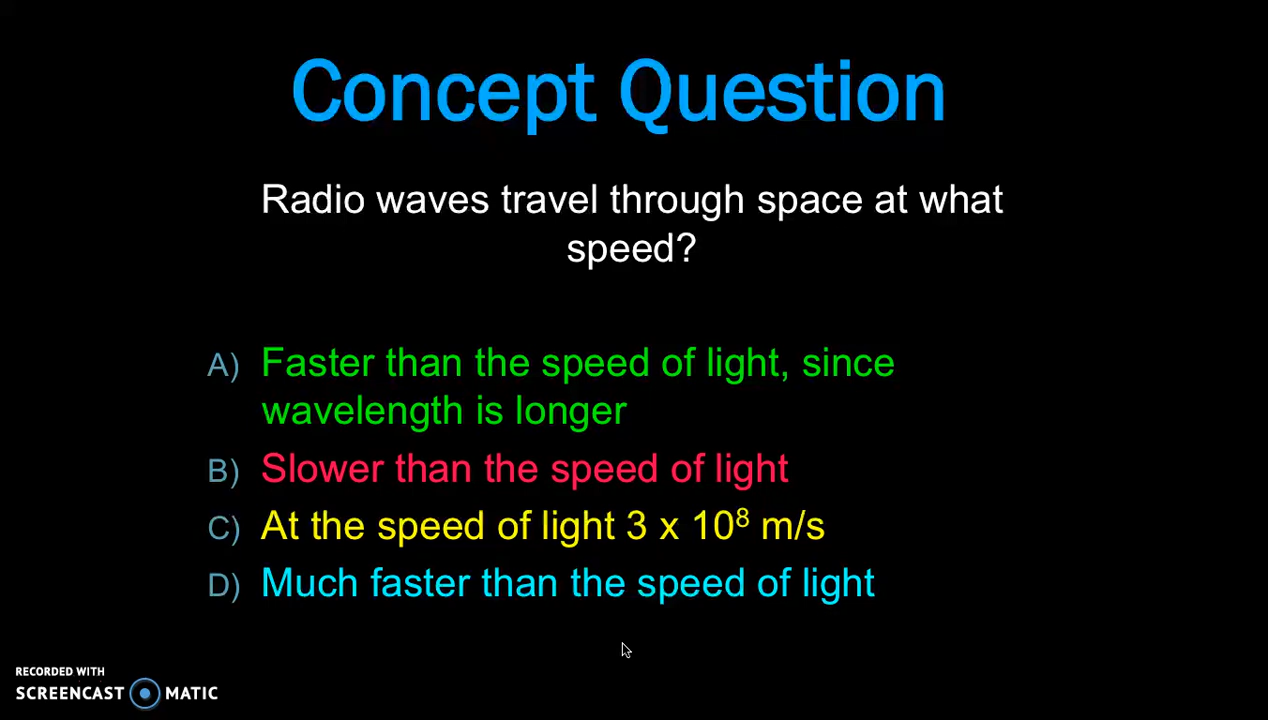 Concept Question
Radio waves travel through space at what
speed?
A) Faster than the speed of light, since
wavelength is longer
B) Slower than the speed of light
C) At the speed of light 3 x 10⁸ m/s
D) Much faster than the speed of light
RECORDED WITH
SCREENCAST MATIC